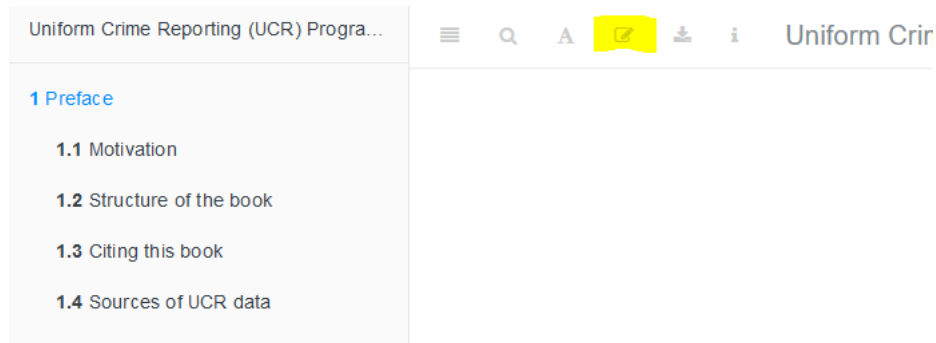 Uniform Crime Reporting (UCR) Progra...
A
i
Uniform Crim
1 Preface
1.1 Motivation
1.2 Structure of the book
1.3 Citing this book
1.4 Sources of UCR data